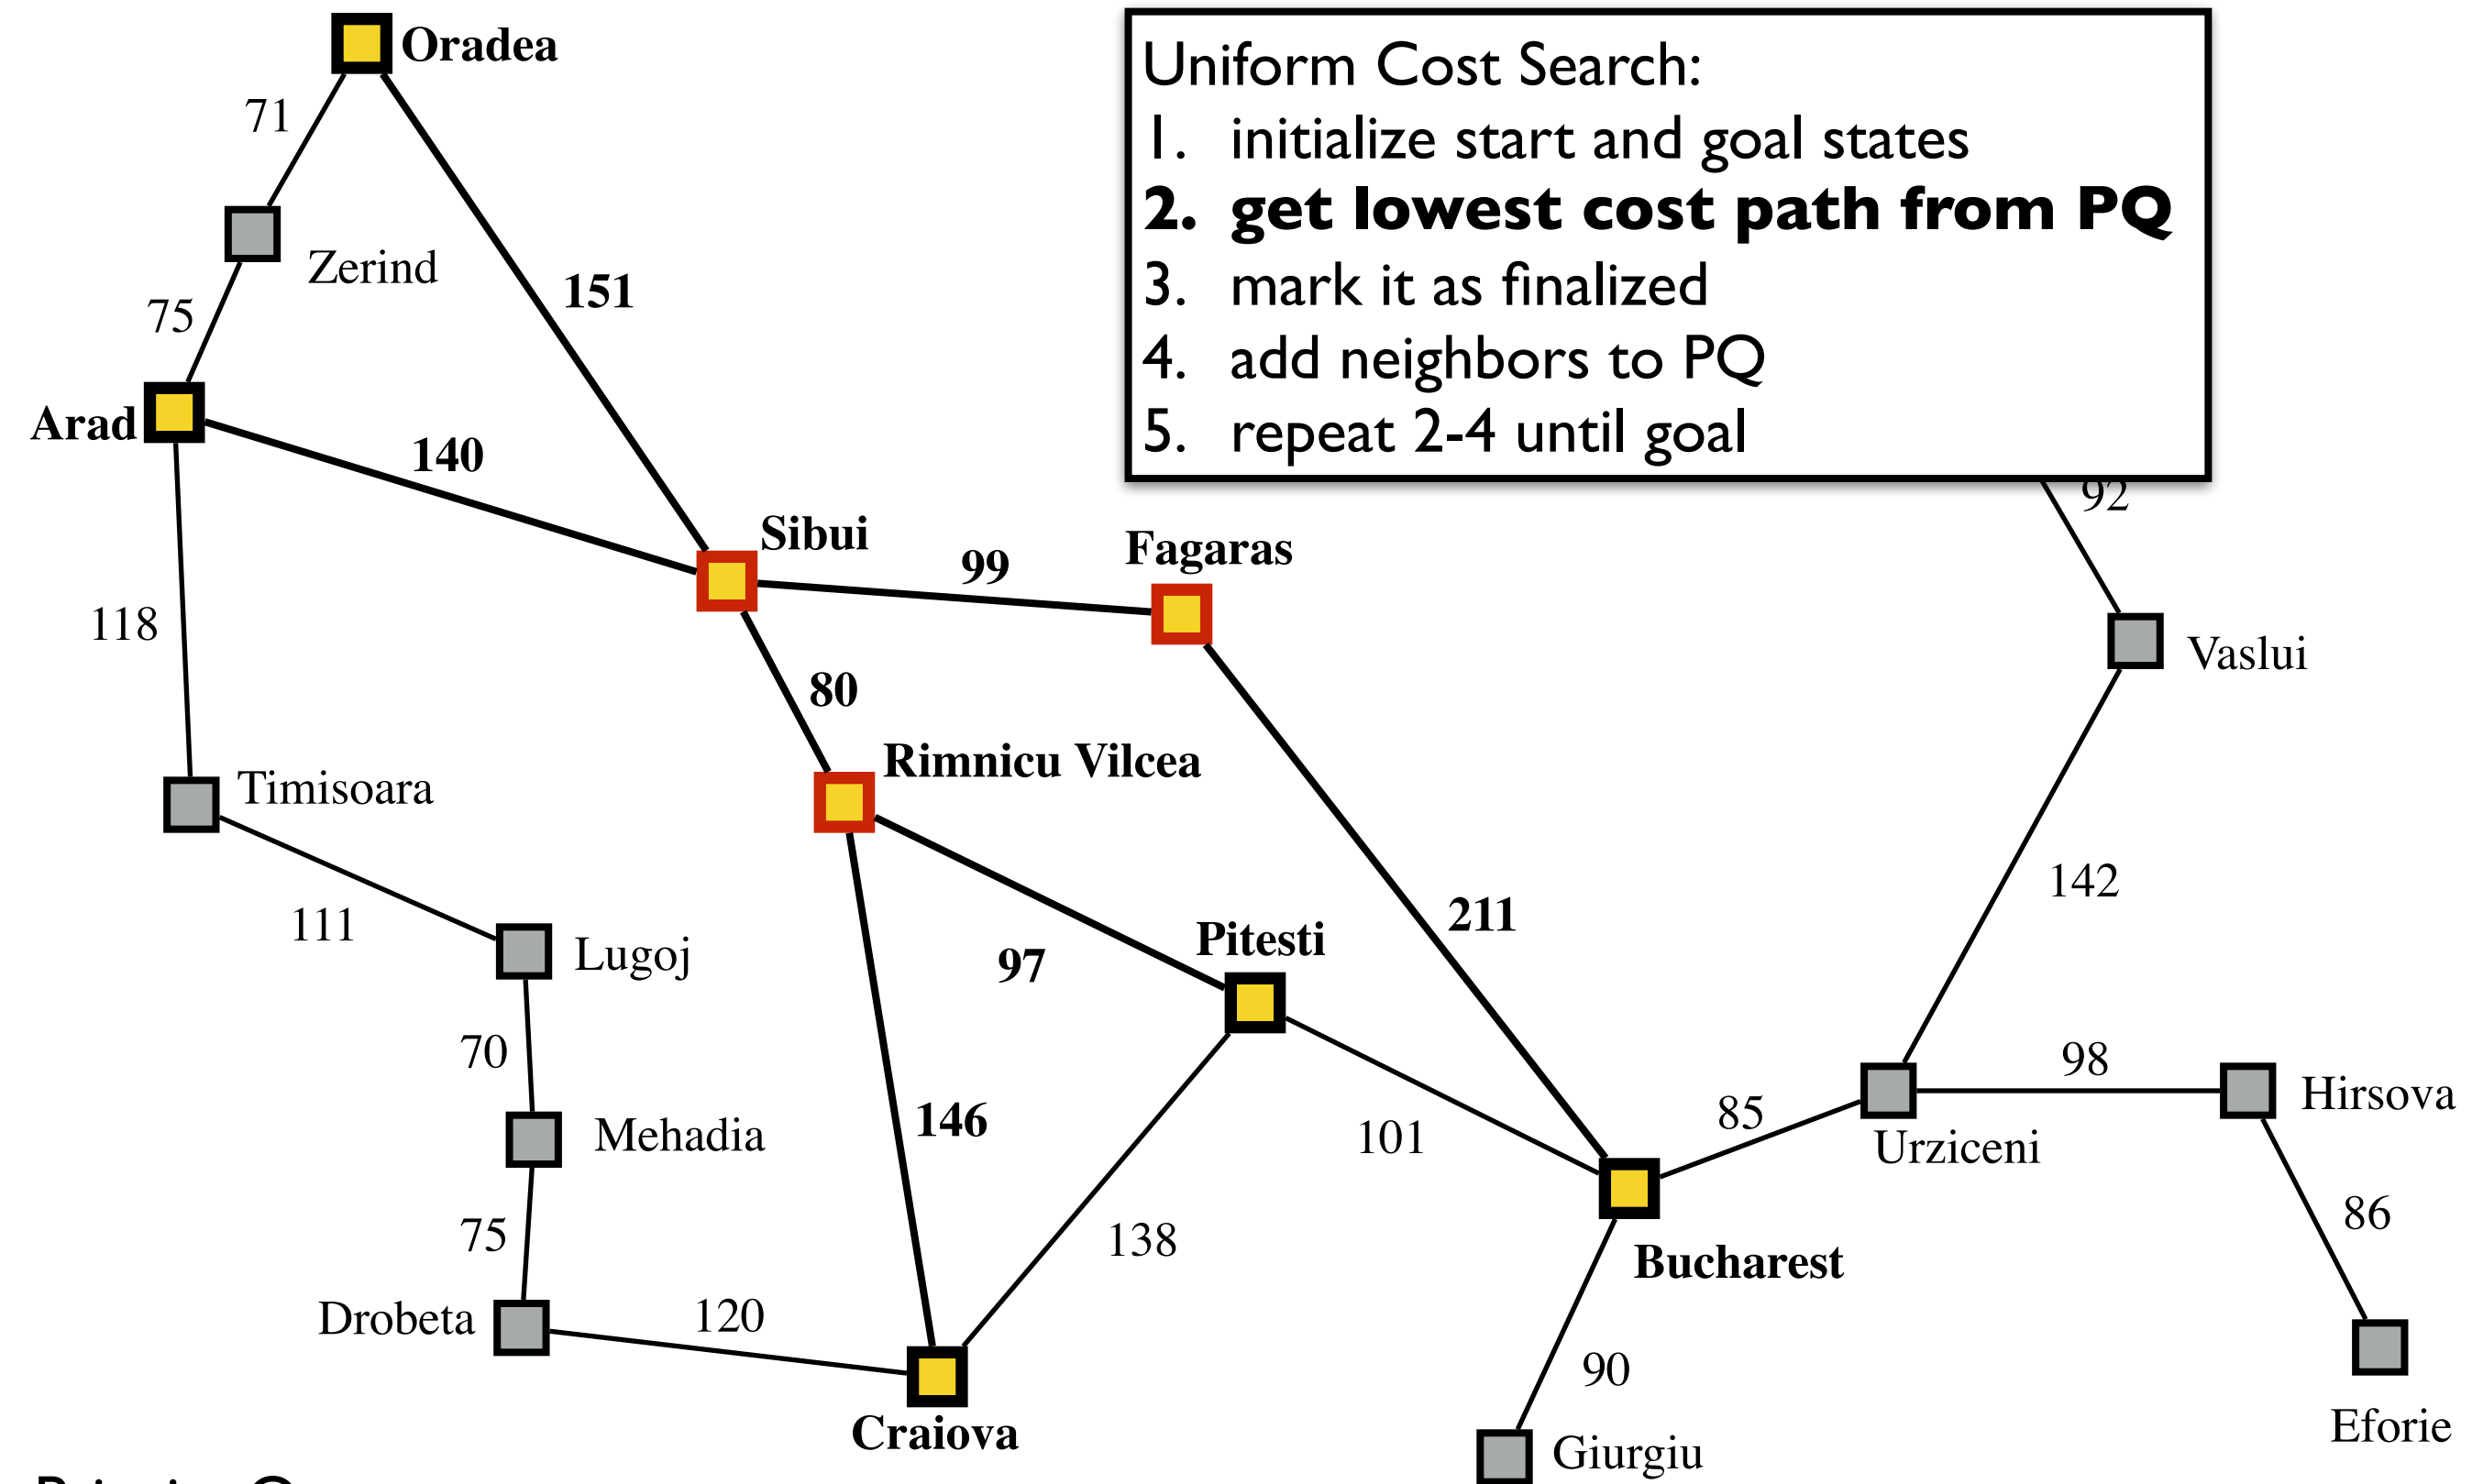 Oradea
Uniform Cost Search:
1. initialize start and goal states
2. get lowest cost path from PQ
3. mark it as finalized
4. add neighbors to PQ
5. repeat 2-4 until goal
71
Zerind
151
75
Arad
140
92
Sibui
99
Fagaras
118
Vaslui
80
Rimnicu Vilcea
Timisoara
142
211
111
Pitesti
Lugoj
97
70
98
Hirsova
85
146
Mehadia
101
Urziceni
86
75
138
Bucharest
Drobeta
120
90
Eforie
Craiova
Giurgiu